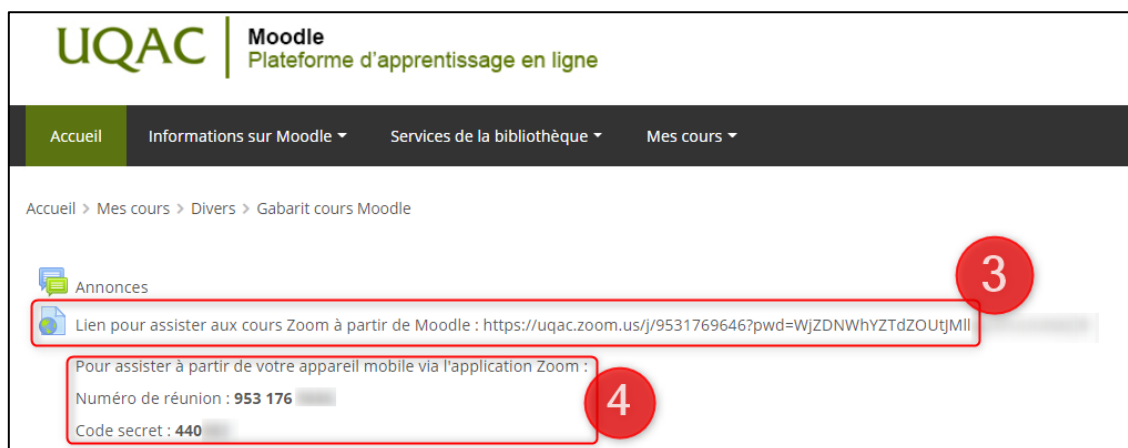 UQAC
Moodle
Plateforme d'apprentissage en ligne
Accueil Informations sur Moodle Services de la bibliothèque Mes cours
Accueil > Mes cours > Divers > Gabarit cours Moodle
3
Annonces
Lien pour assister aux cours Zoom à partir de Moodle : https://uqac.zoom.us/j/9531769646?pwd=WjZDNWhYZTdZOUtJMll
Pour assister à partir de votre appareil mobile via l'application Zoom :
Numéro de réunion : 953 176
4
Code secret : 440